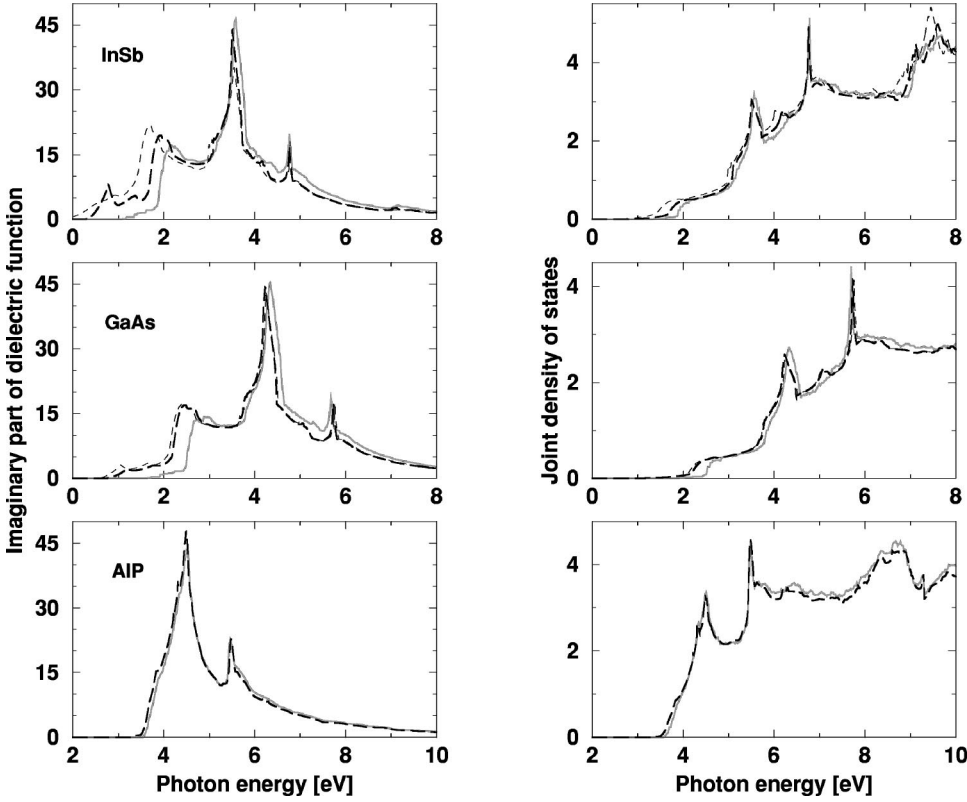 Imaginary part of dielectric function
45
30
15
0
InSb
0 2 4 6 8
45
30
15
0
GaAs
0 2 4 6 8
45
30
15
0
AlP
2 4 6 8 10
Photon energy [eV]
Joint density of states
4
2
0
0 2 4 6 8
4
2
0
0 2 4 6 8
4
2
0
2 4 6 8 10
Photon energy [eV]